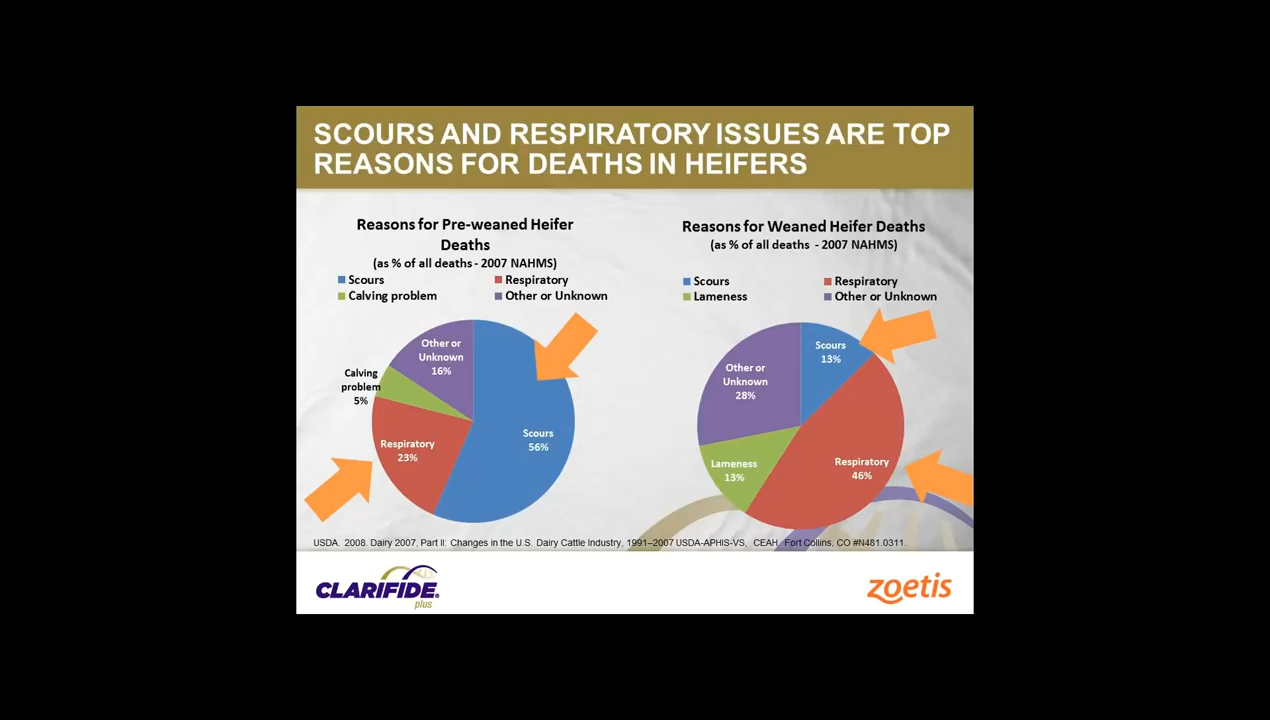 SCOURS AND RESPIRATORY ISSUES ARE TOP
REASONS FOR DEATHS IN HEIFERS
Reasons for Pre-weaned Heifer
Deaths
(as % of all deaths - 2007 NAHMS)
Scours
Respiratory
Calving problem
Other or Unknown
Other or
Unknown
16%
Calving
problem
5%
Respiratory
23%
Scours
56%
Reasons for Weaned Heifer Deaths
(as % of all deaths - 2007 NAHMS)
Scours
Respiratory
Lameness
Other or Unknown
Scours
13%
Other or
Unknown
28%
Respiratory
46%
Lameness
13%
USDA. 2008. Dairy 2007, Part II: Changes in the U.S. Dairy Cattle Industry, 1991–2007 USDA-APHIS-VS, CEAH. Fort Collins, CO #N481.0311.
CLARIFIDE®
plus
zoetis